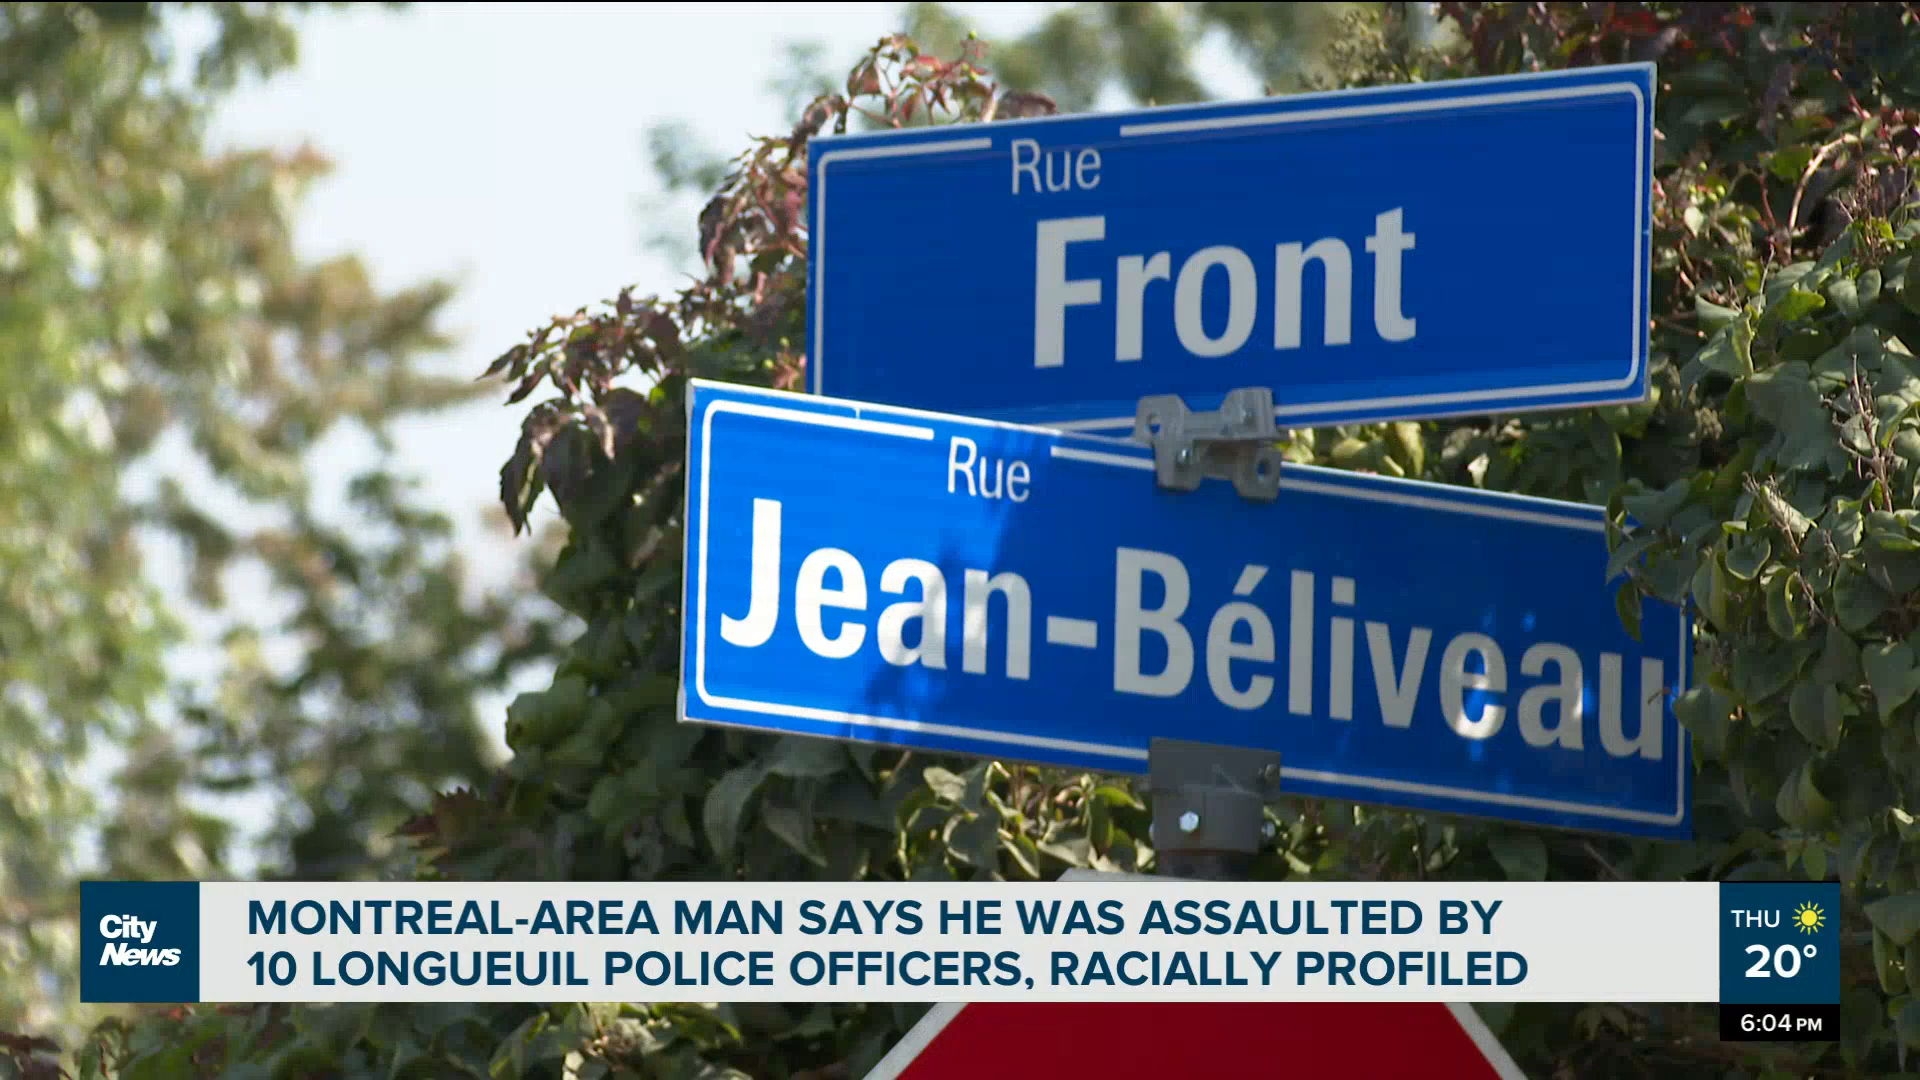 Rue
Front
Rue
Jean-Béliveau
City
News
MONTREAL-AREA MAN SAYS HE WAS ASSAULTED BY
10 LONGUEUIL POLICE OFFICERS, RACIALLY PROFILED
THU
20°
6:04 PM